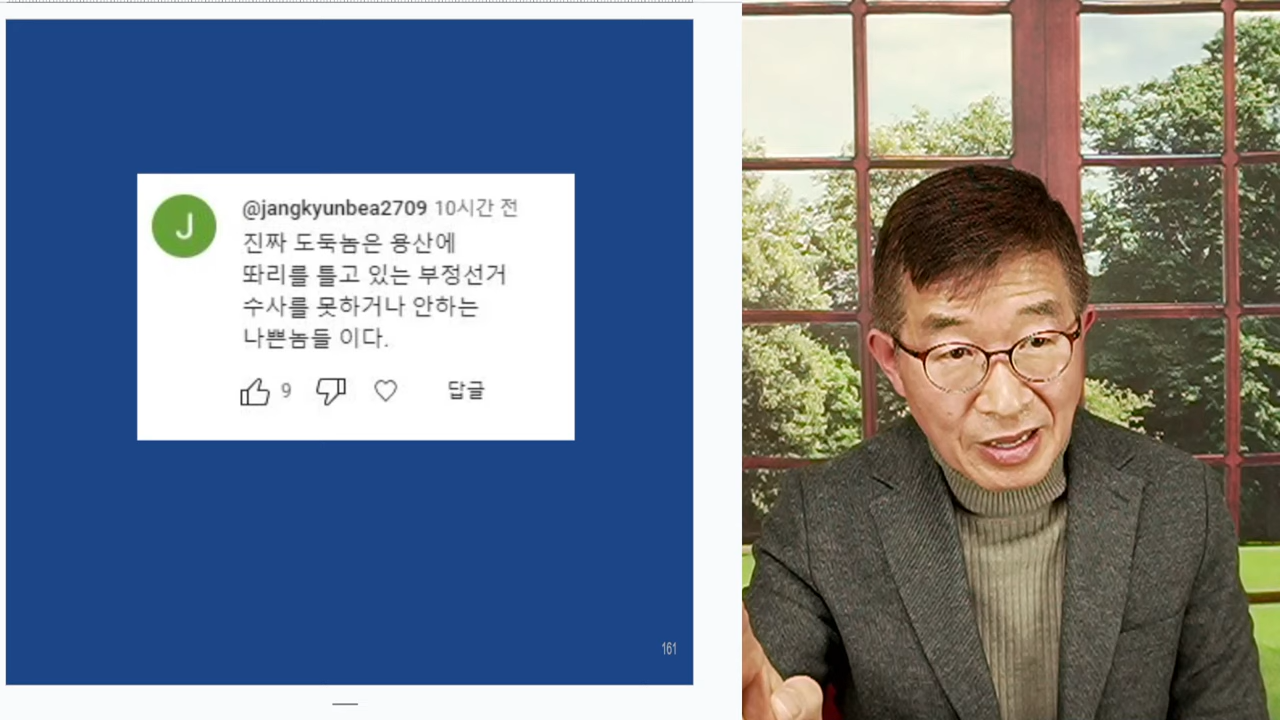 J
@jangkyunbea2709 10시간 전
진짜 도둑놈은 용산에
똬리를 틀고 있는 부정선거
수사를 못하거나 안하는
나쁜놈들 이다.
9 답글
161